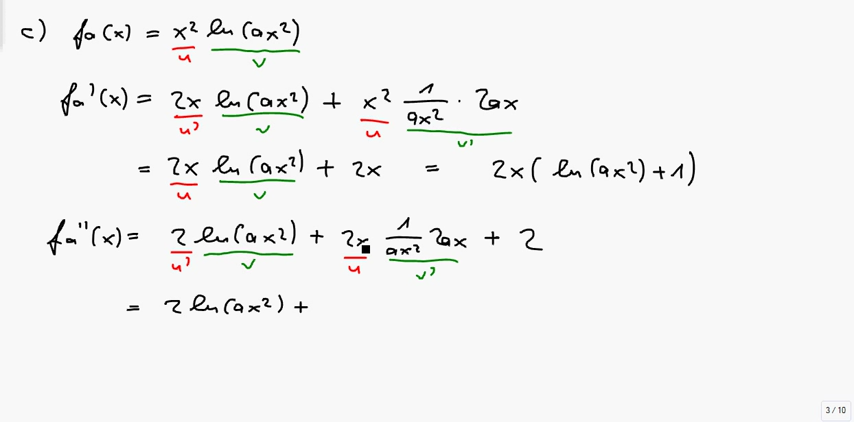 c) fa(x) = x² ln(ax²)
u v
fa'(x) = 2x ln(ax²) + x² 1/ax² · 2ax
u' v u v'
= 2x ln(ax²) + 2x = 2x( ln(ax²)+1)
u v
fa''(x) = 2 ln(ax²) + 2x 1/ax² 2ax + 2
u' v u v'
= 2 ln(ax²) +
3 / 10